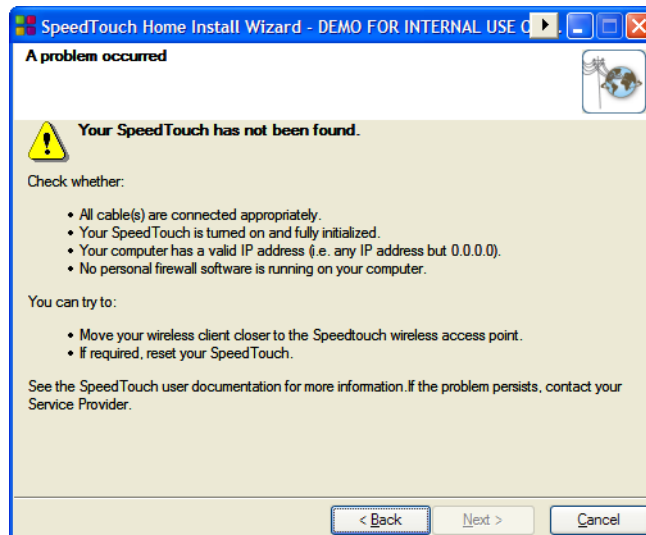 SpeedTouch Home Install Wizard - DEMO FOR INTERNAL USE O
A problem occurred
Your SpeedTouch has not been found.
Check whether:
• All cable(s) are connected appropriately.
• Your SpeedTouch is turned on and fully initialized.
• Your computer has a valid IP address (i.e. any IP address but 0.0.0.0).
• No personal firewall software is running on your computer.
You can try to:
• Move your wireless client closer to the Speedtouch wireless access point.
• If required, reset your SpeedTouch.
See the SpeedTouch user documentation for more information.If the problem persists, contact your
Service Provider.
< Back Next > Cancel